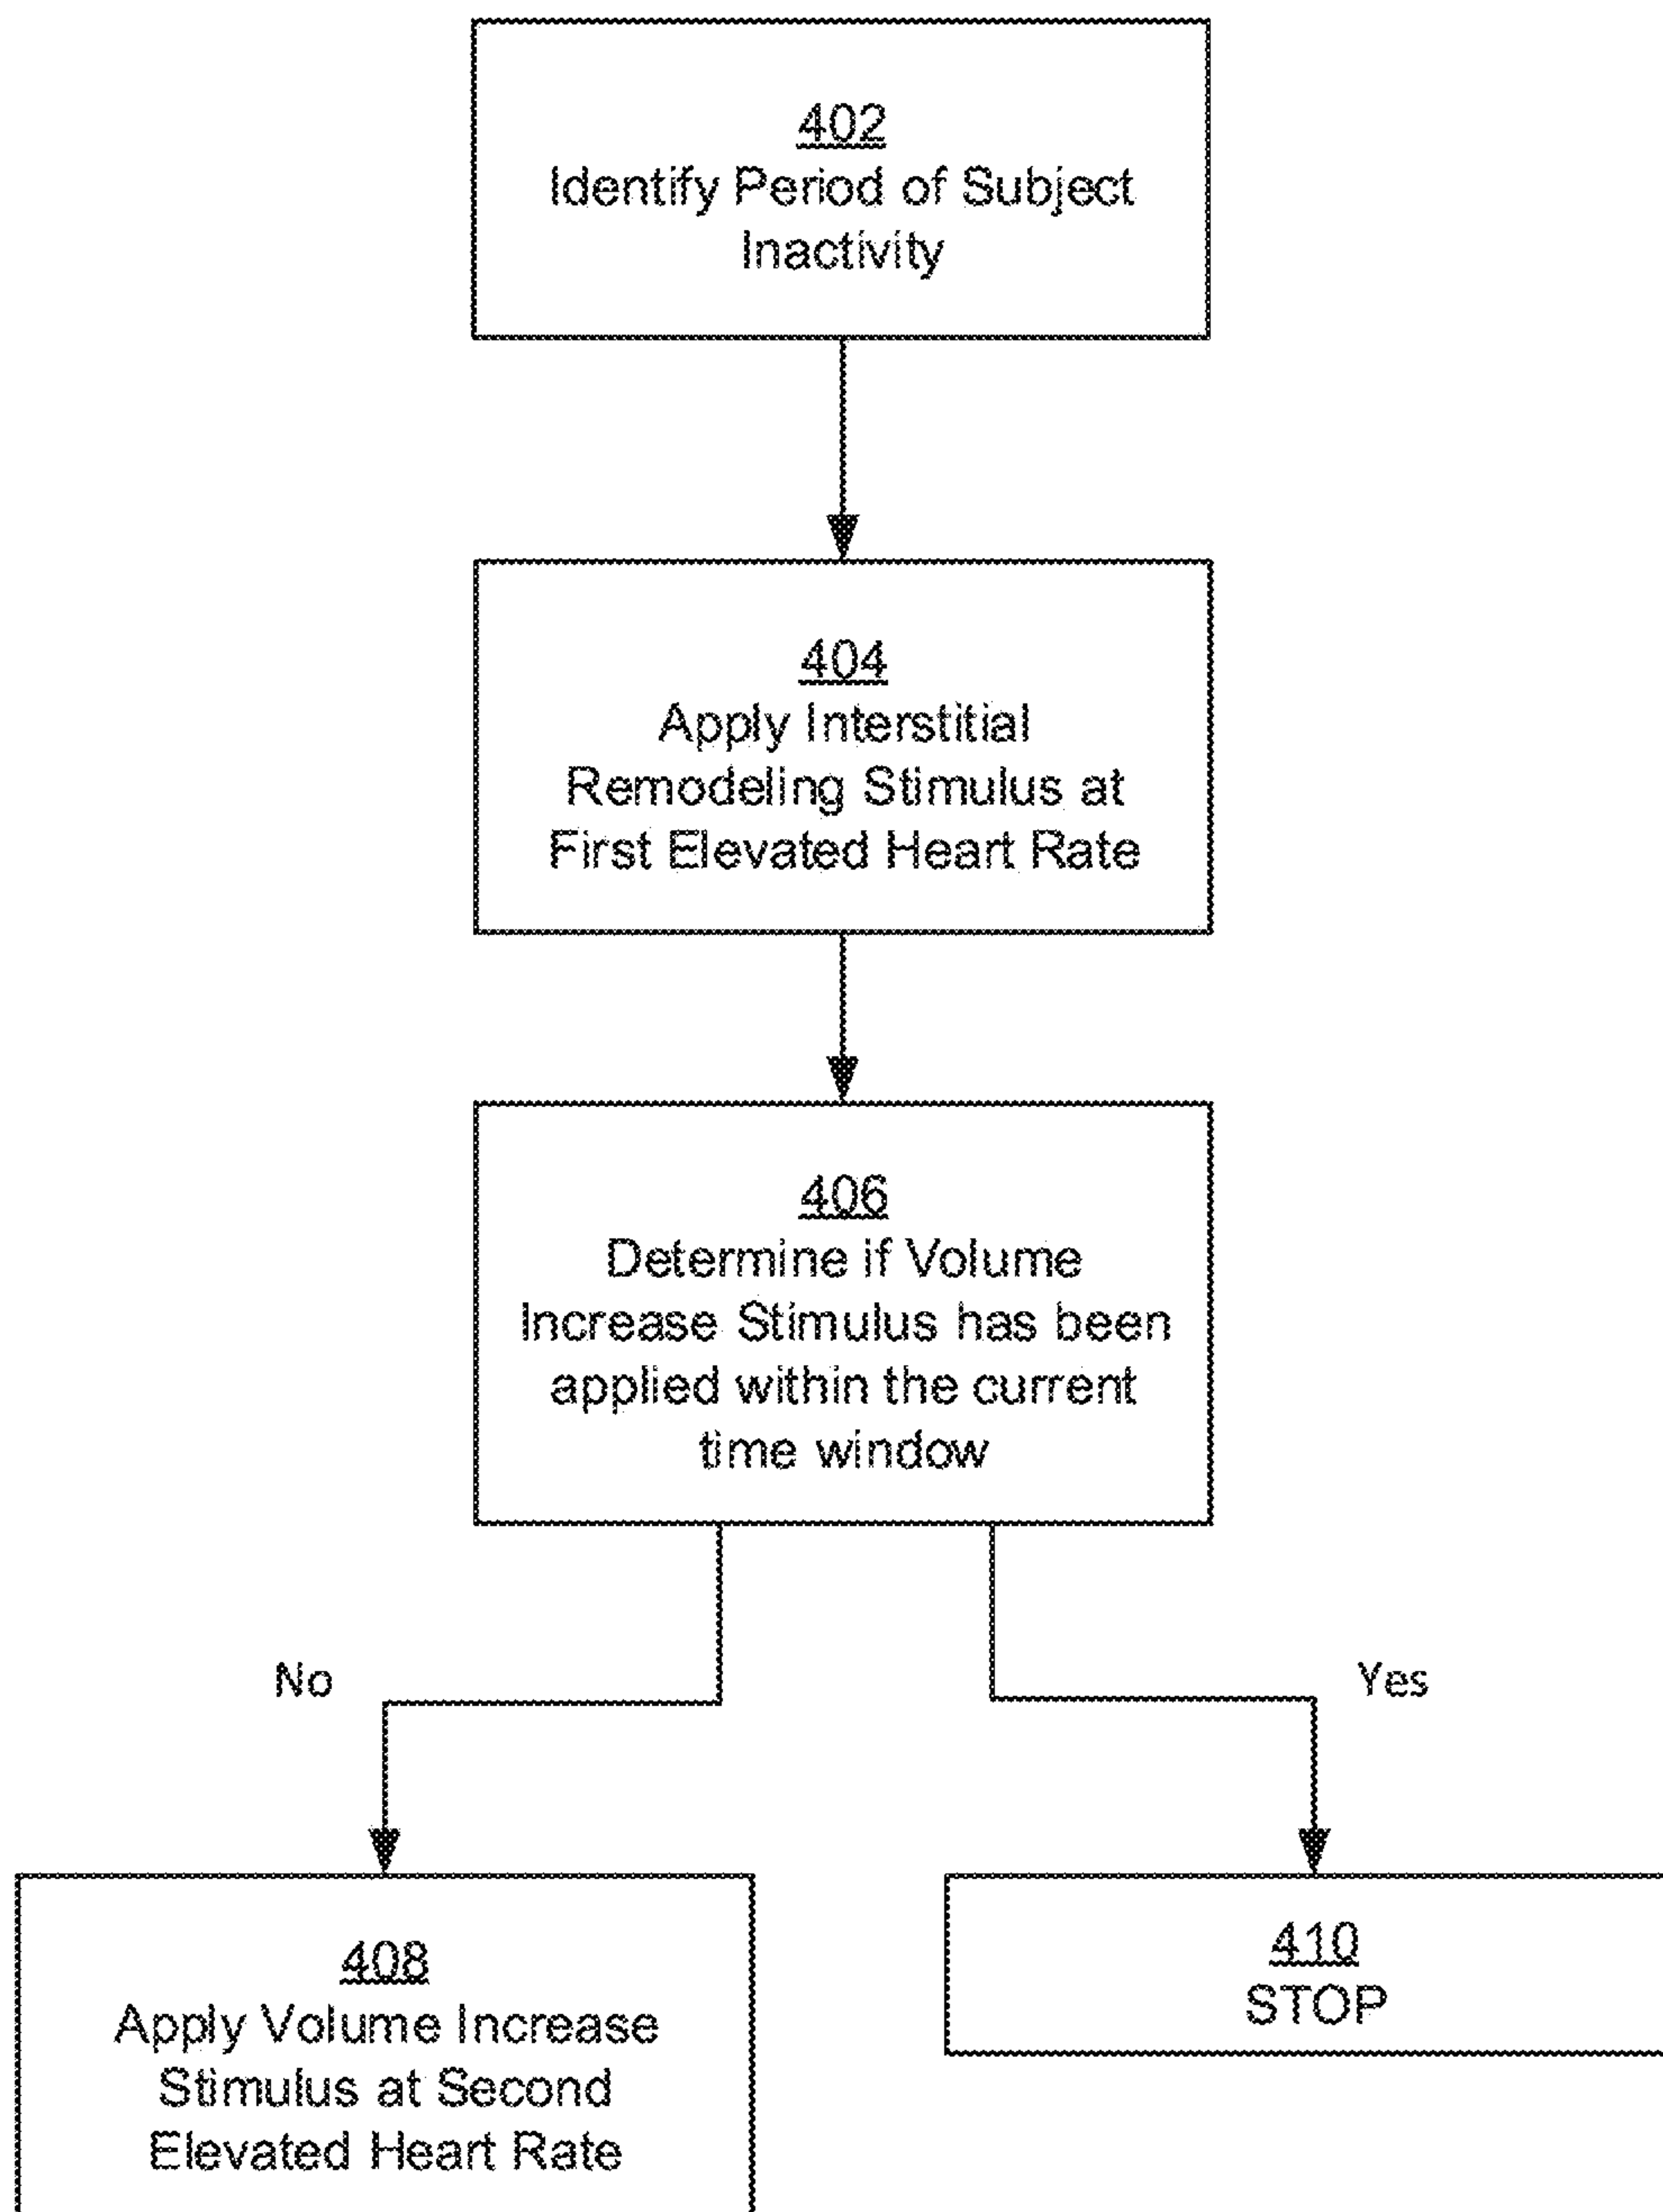 402
Identify Period of Subject
Inactivity
404
Apply Interstitial
Remodeling Stimulus at
First Elevated Heart Rate
406
Determine if Volume
Increase Stimulus has been
applied within the current
time window
No
Yes
408
Apply Volume Increase
Stimulus at Second
Elevated Heart Rate
410
STOP